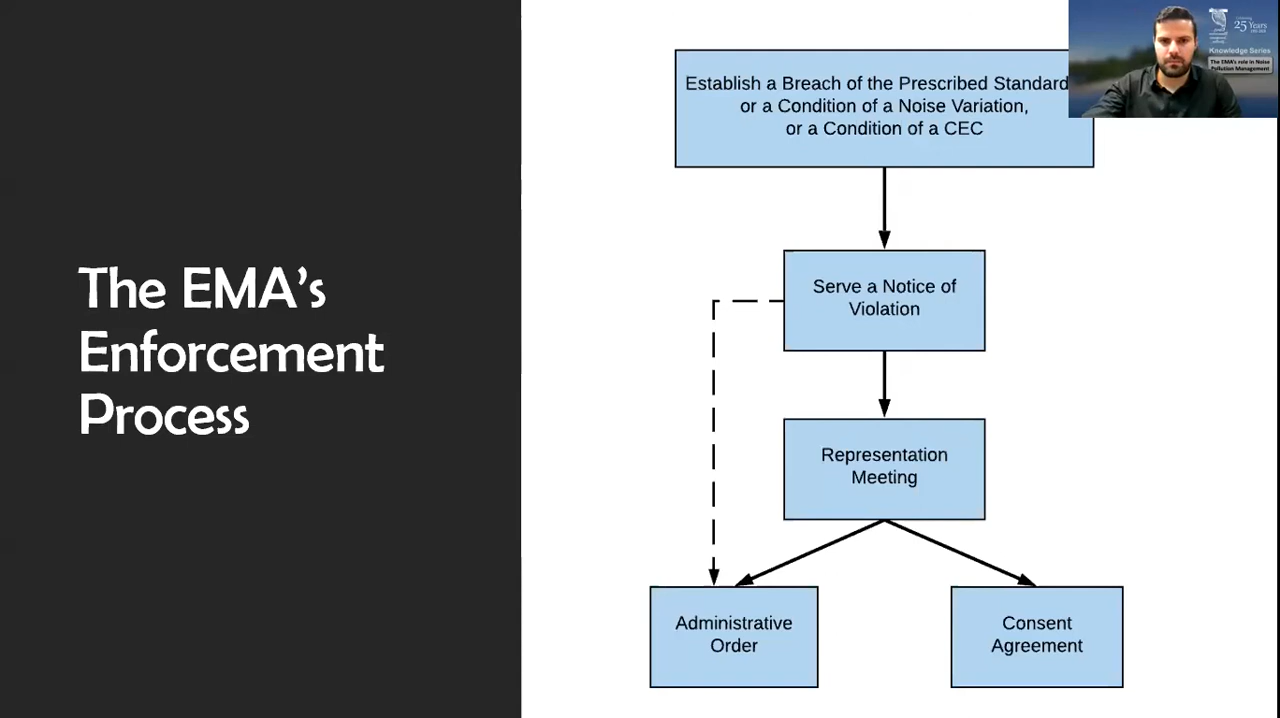 The EMA's
Enforcement
Process
Establish a Breach of the Prescribed Standard
or a Condition of a Noise Variation,
or a Condition of a CEC
Serve a Notice of
Violation
Representation
Meeting
Administrative
Order
Consent
Agreement
25 Years
Knowledge Series
The EMA's role in Noise
Pollution Management